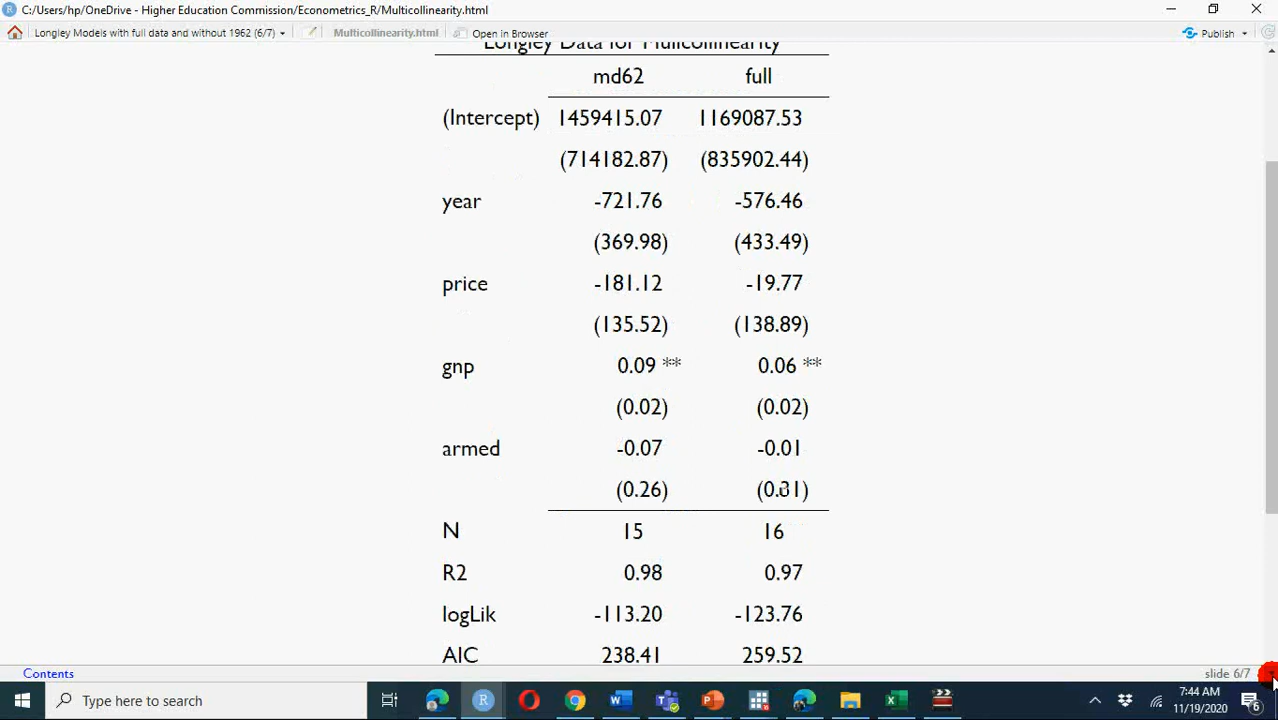 C:/Users/hp/OneDrive - Higher Education Commission/Econometrics_R/Multicollinearity.html
Longley Models with full data and without 1962 (6/7) Multicollinearity.html Open in Browser Publish
Longley Data for Mulicollinearity
md62 full
(Intercept) 1459415.07 1169087.53
(714182.87) (835902.44)
year -721.76 -576.46
(369.98) (433.49)
price -181.12 -19.77
(135.52) (138.89)
gnp 0.09 ** 0.06 **
(0.02) (0.02)
armed -0.07 -0.01
(0.26) (0.31)
N 15 16
R2 0.98 0.97
logLik -113.20 -123.76
AIC 238.41 259.52
Contents slide 6/7
Type here to search
7:44 AM
11/19/2020
6